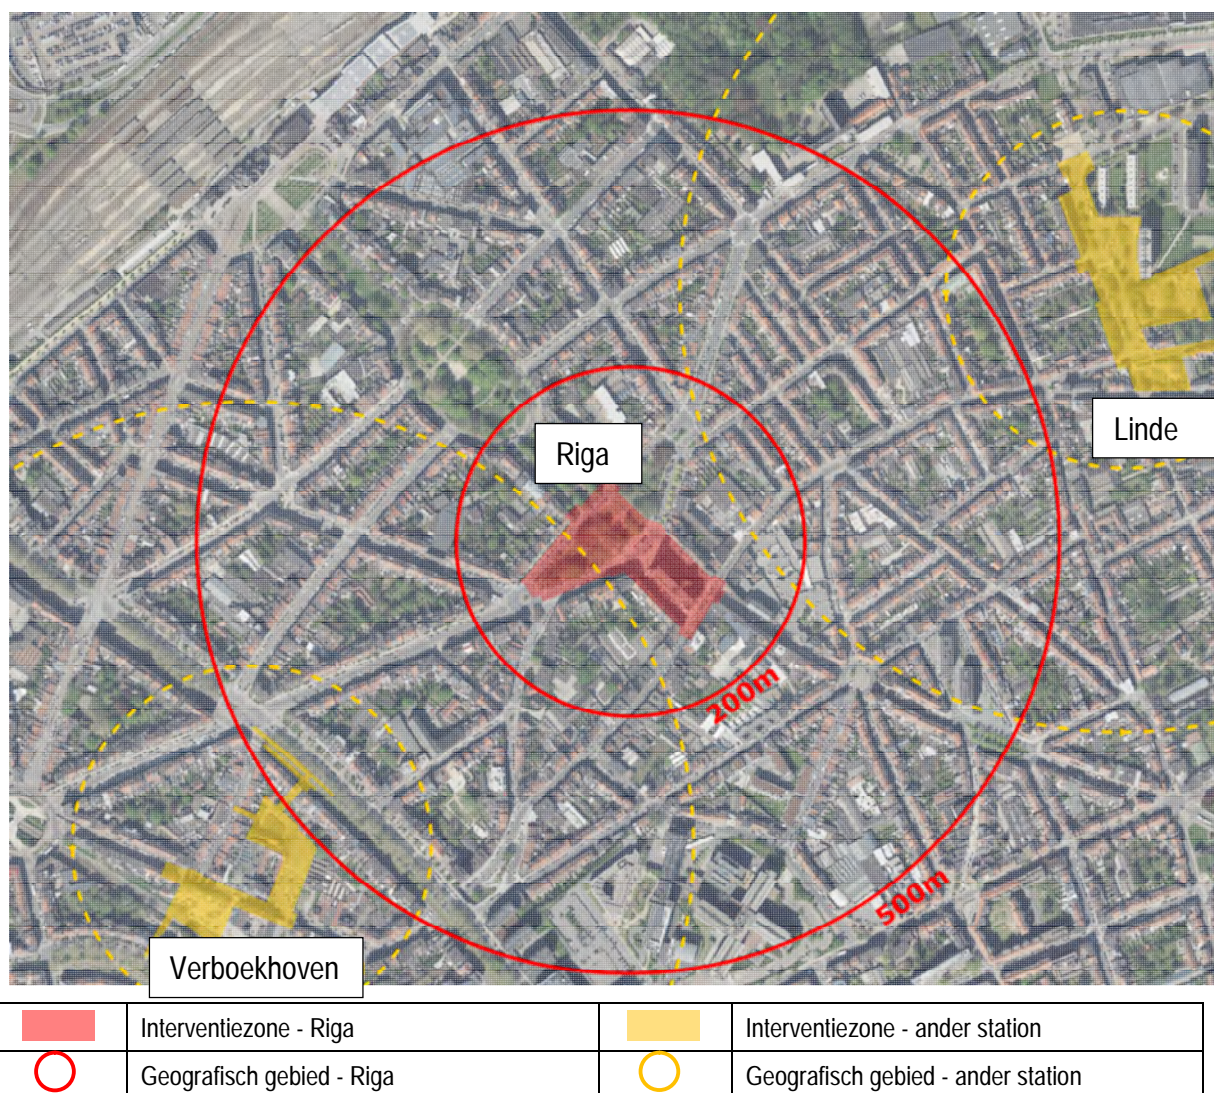 Linde
Riga
200m
500m
Verboekhoven
Interventiezone - Riga
Interventiezone - ander station
Geografisch gebied - Riga
Geografisch gebied - ander station